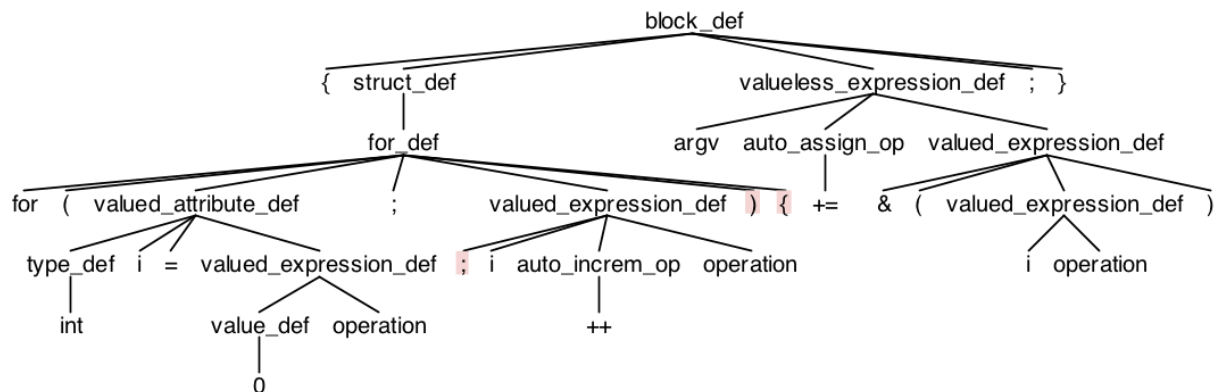 block_def
{ struct_def valueless_expression_def ; }
for_def argv auto_assign_op valued_expression_def
for ( valued_attribute_def ; valued_expression_def ) { += & ( valued_expression_def )
type_def i = valued_expression_def ; i auto_increm_op operation i operation
int value_def operation ++
0